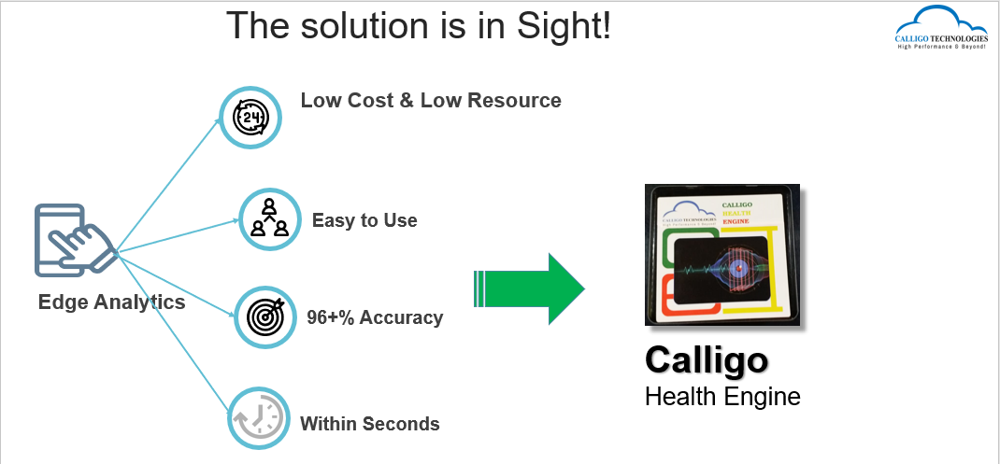 The solution is in Sight!
CALLIGO TECHNOLOGIES
High Performance & Beyond!
24
Low Cost & Low Resource
Easy to Use
Edge Analytics
96+% Accuracy
Within Seconds
CALLIGO TECHNOLOGIES
High Performance & Beyond!
CALLIGO
HEALTH
ENGINE
Calligo
Health Engine